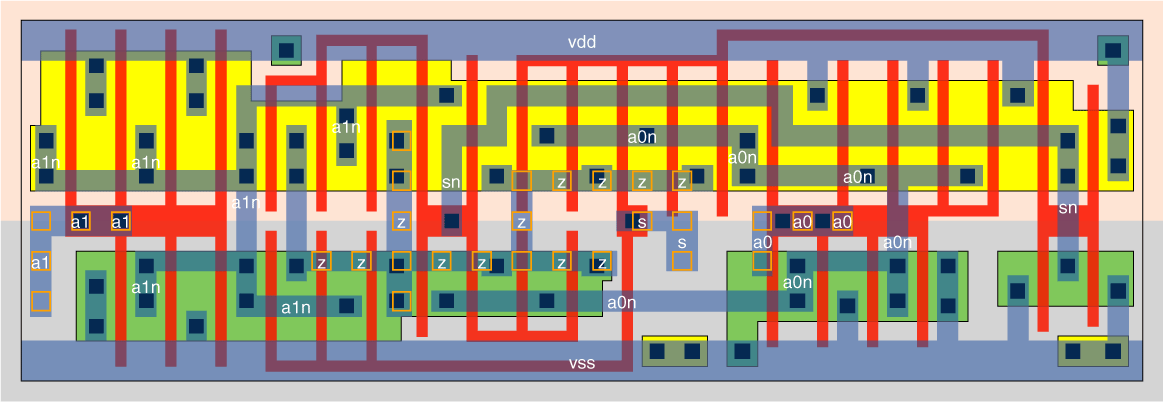 vdd
a1n
a1n a1n a0n a0n
sn a0n
z z z z
a1n sn
a1 a1 z z s a0 a0
s a0 a0n
a1 z z z z z z
a1n a0n
a1n a0n
vss